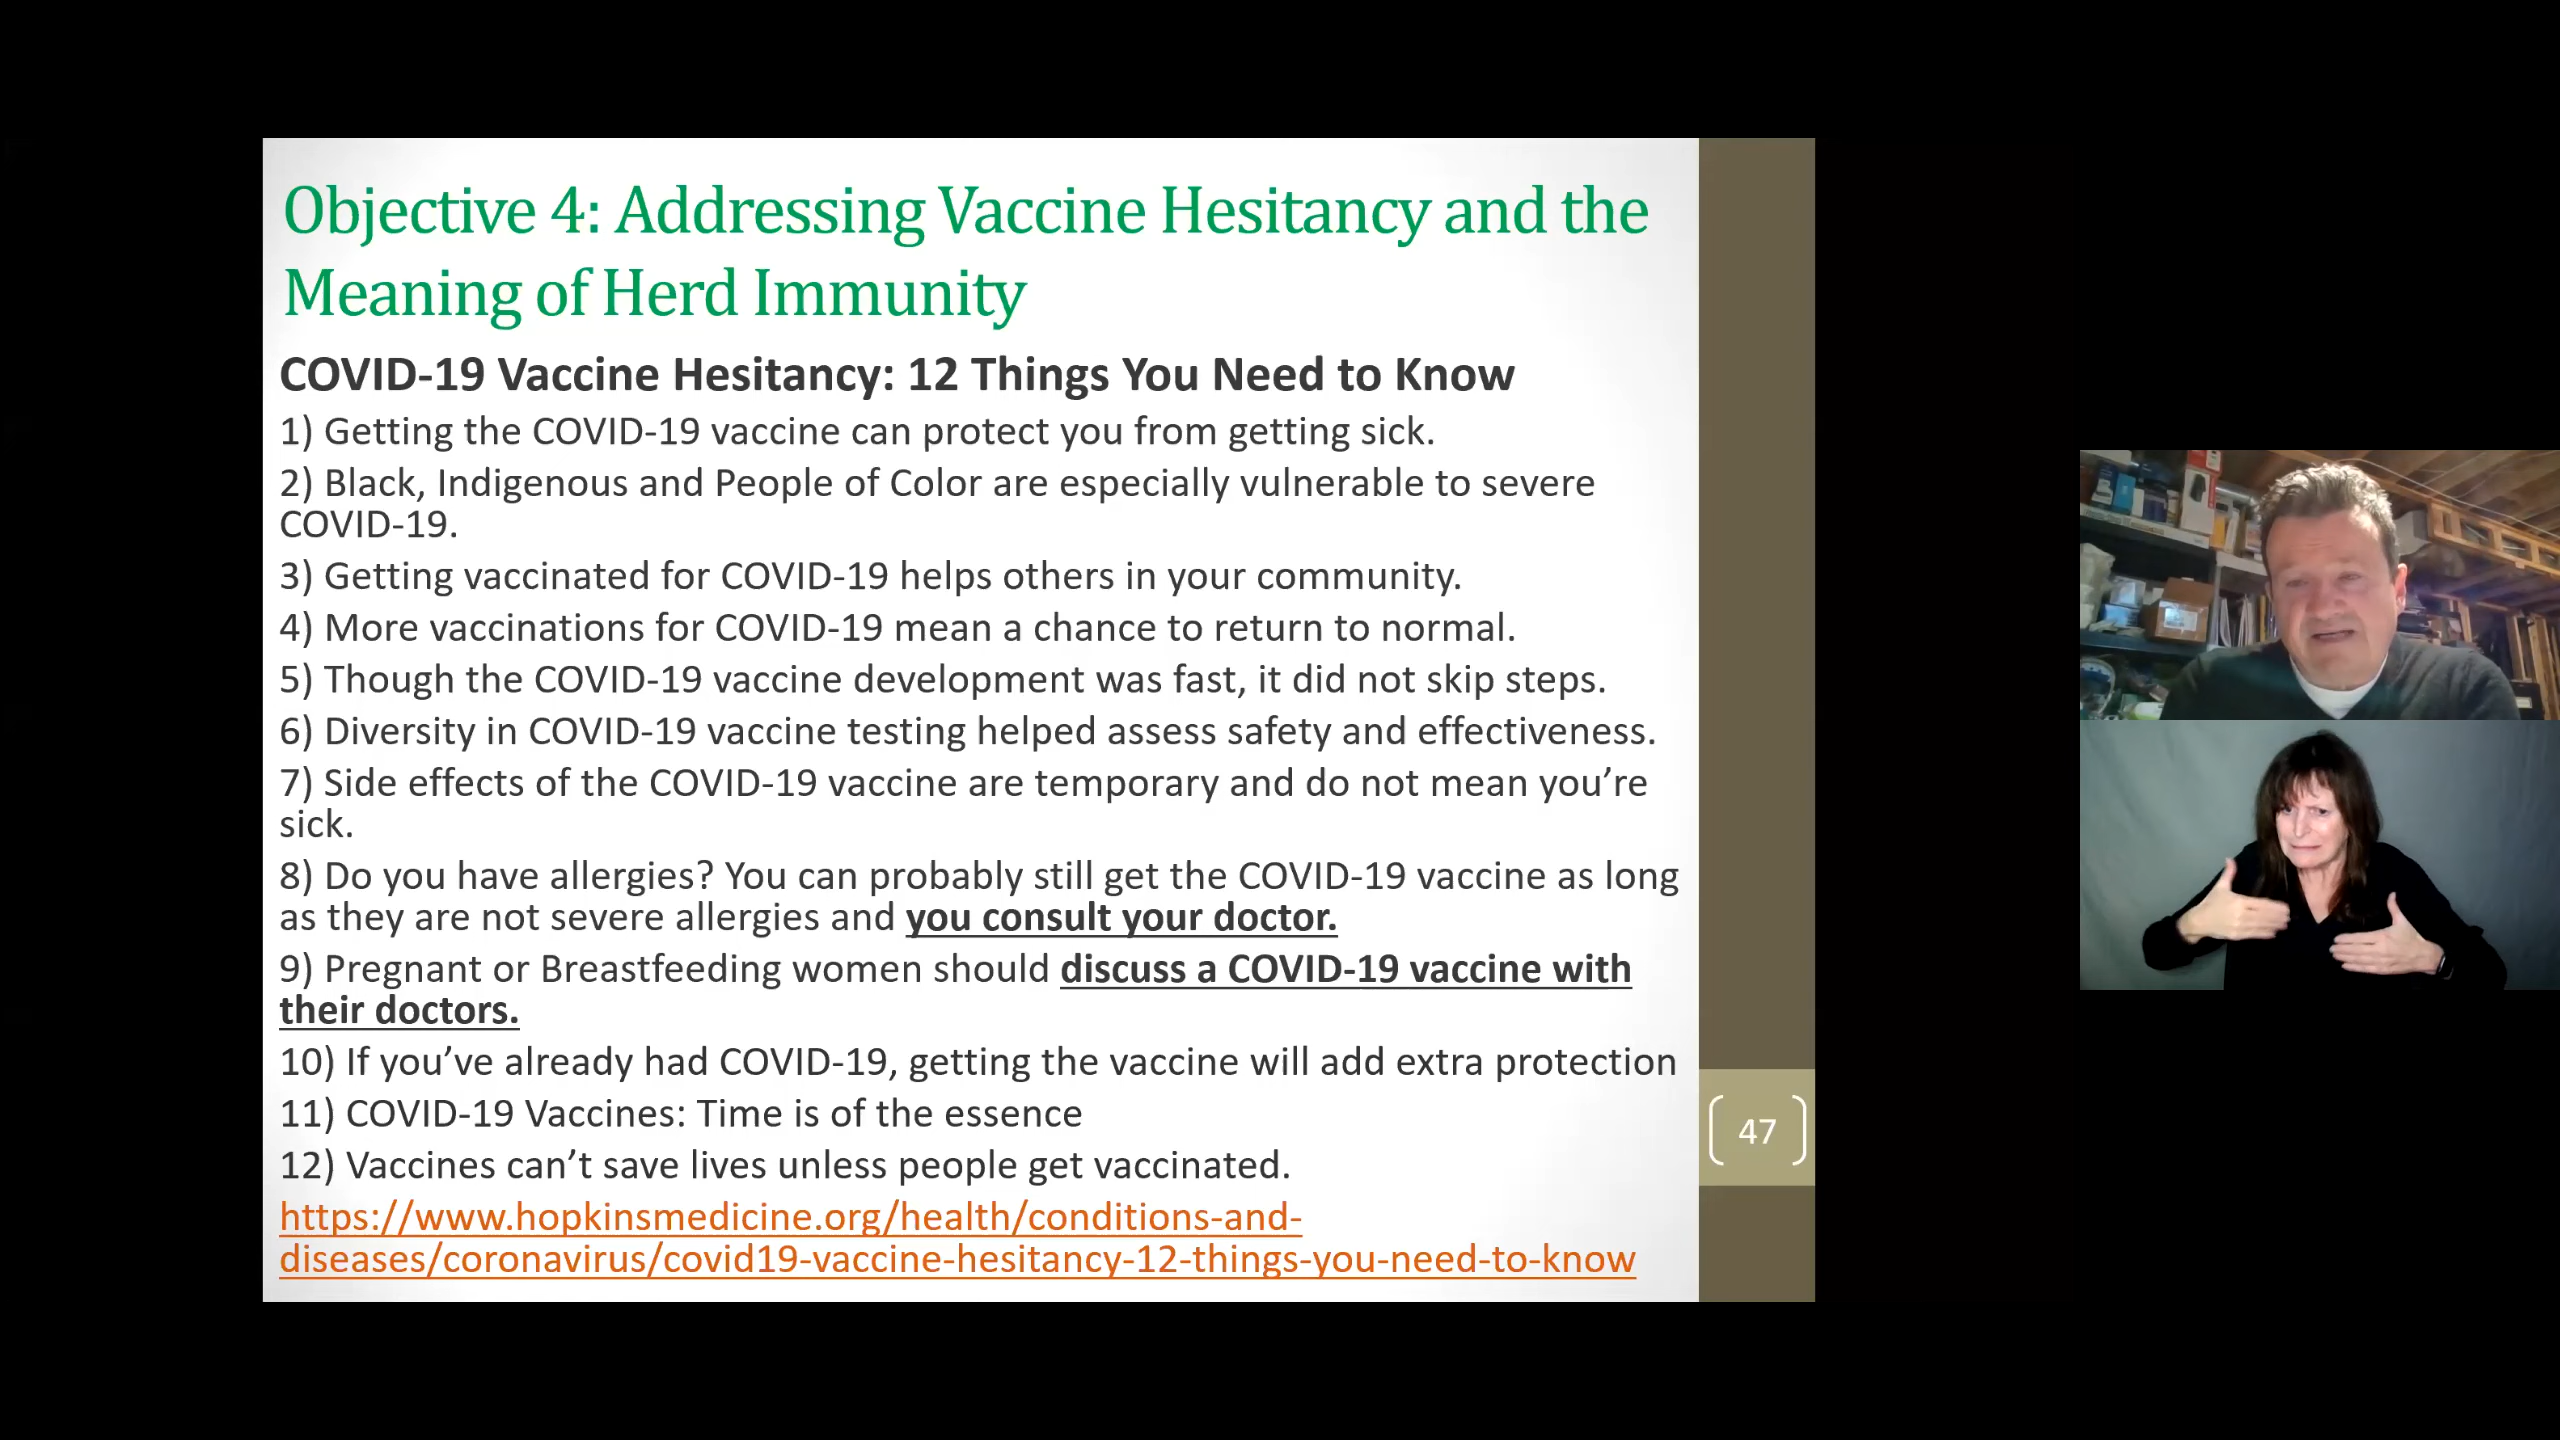 Objective 4: Addressing Vaccine Hesitancy and the
Meaning of Herd Immunity
COVID-19 Vaccine Hesitancy: 12 Things You Need to Know
1) Getting the COVID-19 vaccine can protect you from getting sick.
2) Black, Indigenous and People of Color are especially vulnerable to severe
COVID-19.
3) Getting vaccinated for COVID-19 helps others in your community.
4) More vaccinations for COVID-19 mean a chance to return to normal.
5) Though the COVID-19 vaccine development was fast, it did not skip steps.
6) Diversity in COVID-19 vaccine testing helped assess safety and effectiveness.
7) Side effects of the COVID-19 vaccine are temporary and do not mean you’re
sick.
8) Do you have allergies? You can probably still get the COVID-19 vaccine as long
as they are not severe allergies and you consult your doctor.
9) Pregnant or Breastfeeding women should discuss a COVID-19 vaccine with
their doctors.
10) If you’ve already had COVID-19, getting the vaccine will add extra protection
11) COVID-19 Vaccines: Time is of the essence
12) Vaccines can’t save lives unless people get vaccinated.
https://www.hopkinsmedicine.org/health/conditions-and-
diseases/coronavirus/covid19-vaccine-hesitancy-12-things-you-need-to-know
47